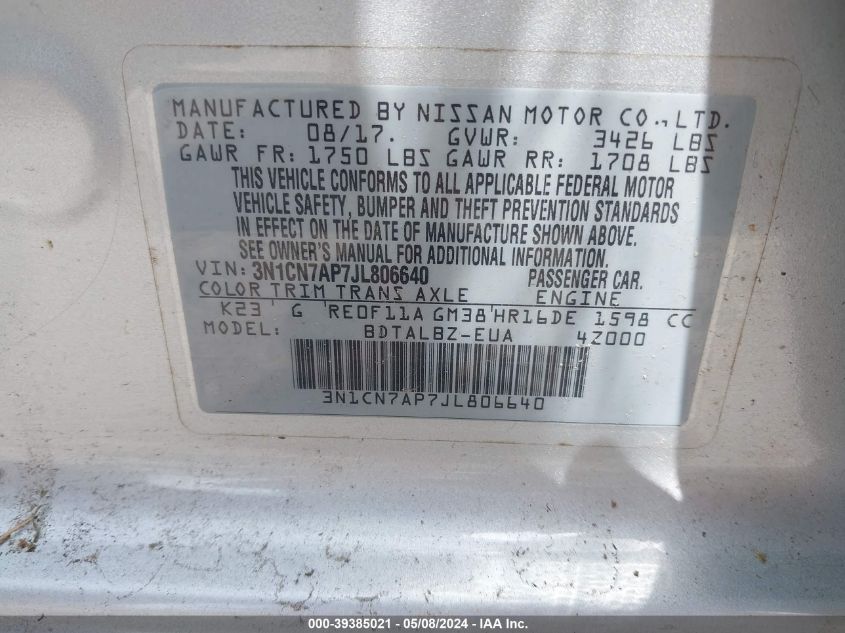 MANUFACTURED BY NISSAN MOTOR CO.,LTD.
DATE: 08/17. GVWR: 3426 LBS
GAWR FR: 1750 LBS GAWR RR: 1708 LBS
THIS VEHICLE CONFORMS TO ALL APPLICABLE FEDERAL MOTOR
VEHICLE SAFETY, BUMPER AND THEFT PREVENTION STANDARDS
IN EFFECT ON THE DATE OF MANUFACTURE SHOWN ABOVE.
SEE OWNER'S MANUAL FOR ADDITIONAL INFORMATION.
VIN: 3N1CN7AP7JL806640 PASSENGER CAR.
COLOR TRIM TRANS AXLE ENGINE
K23 G RE0F11A GM38 HR16DE 1598 CC
MODEL: BDTALBZ-EUA 4Z000
3N1CN7AP7JL806640
000-39385021 - 05/08/2024 - IAA Inc.